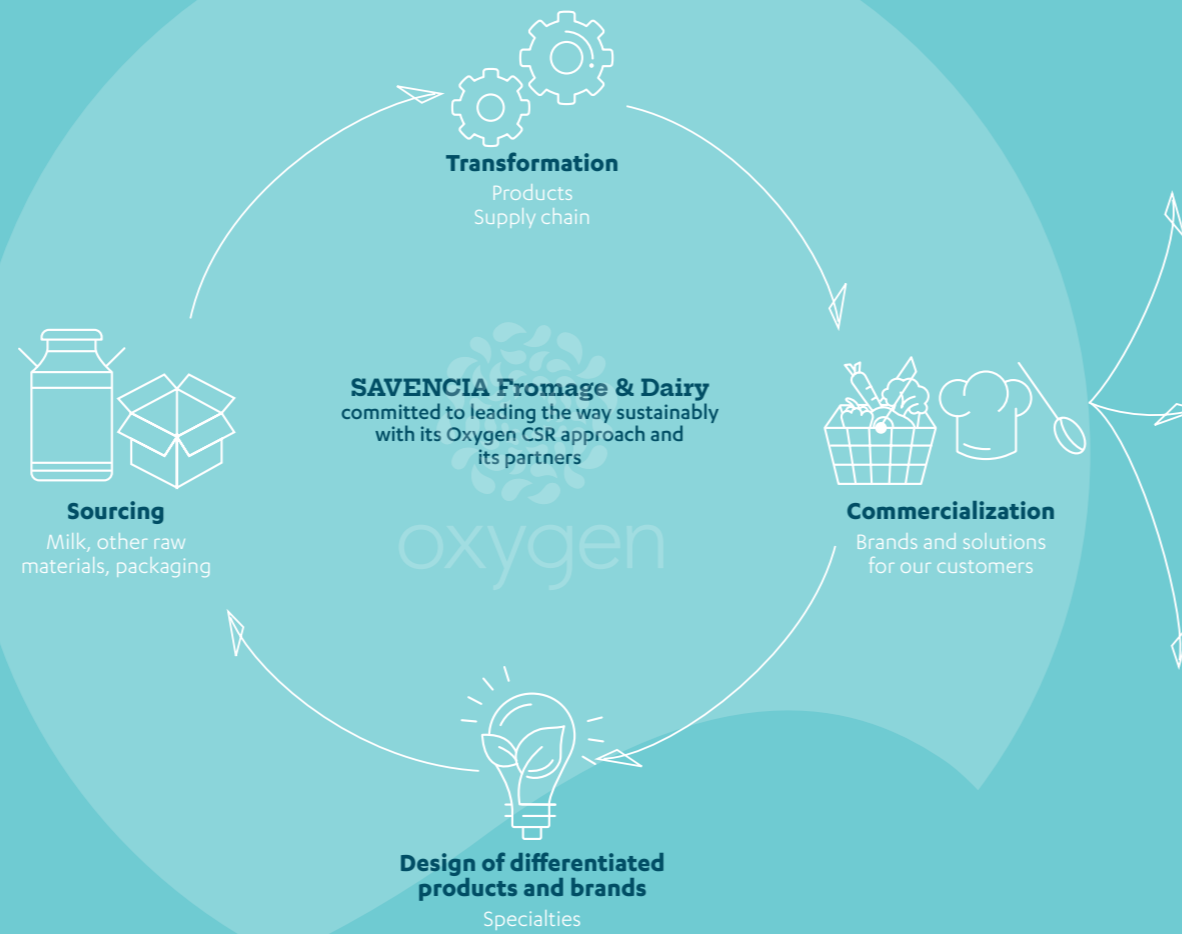 Transformation
Products
Supply chain
SAVENCIA Fromage & Dairy
committed to leading the way sustainably
with its Oxygen CSR approach and
its partners
oxygen
Sourcing
Milk, other raw
materials, packaging
Commercialization
Brands and solutions
for our customers
Design of differentiated
products and brands
Specialties